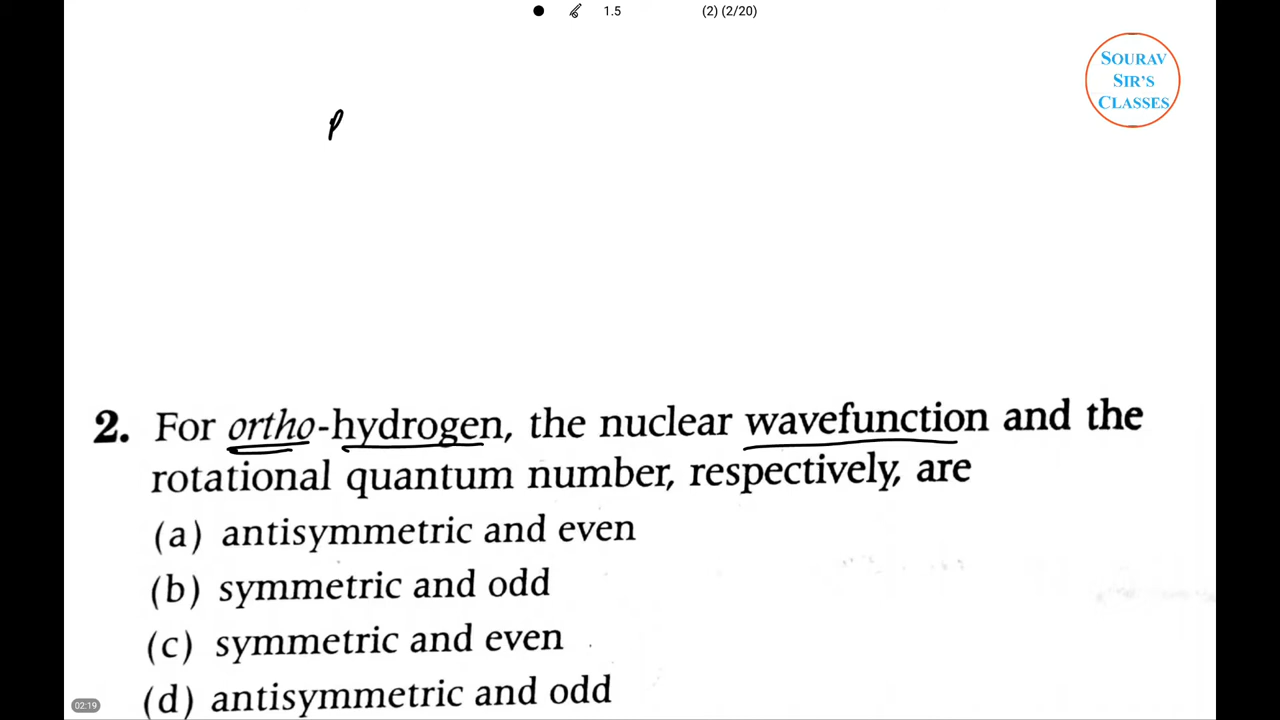 1.5 (2) (2/20)
SOURAV
SIR'S
CLASSES
P
2. For ortho-hydrogen, the nuclear wavefunction and the
rotational quantum number, respectively, are
(a) antisymmetric and even
(b) symmetric and odd
(c) symmetric and even
(d) antisymmetric and odd
02:19